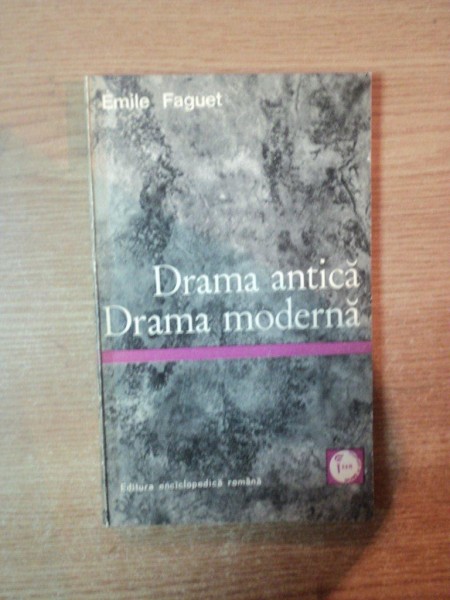 Emile Faguet
Drama antică
Drama modernă
Editura enciclopedică română